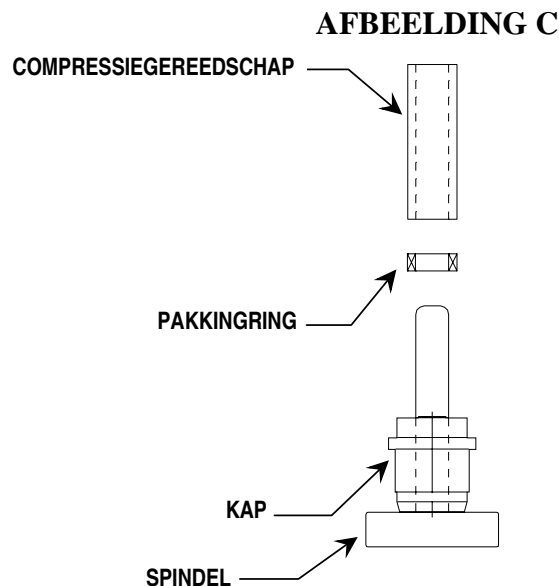 AFBEELDING C
COMPRESSIEGEREEDSCHAP
PAKKINGRING
KAP
SPINDEL